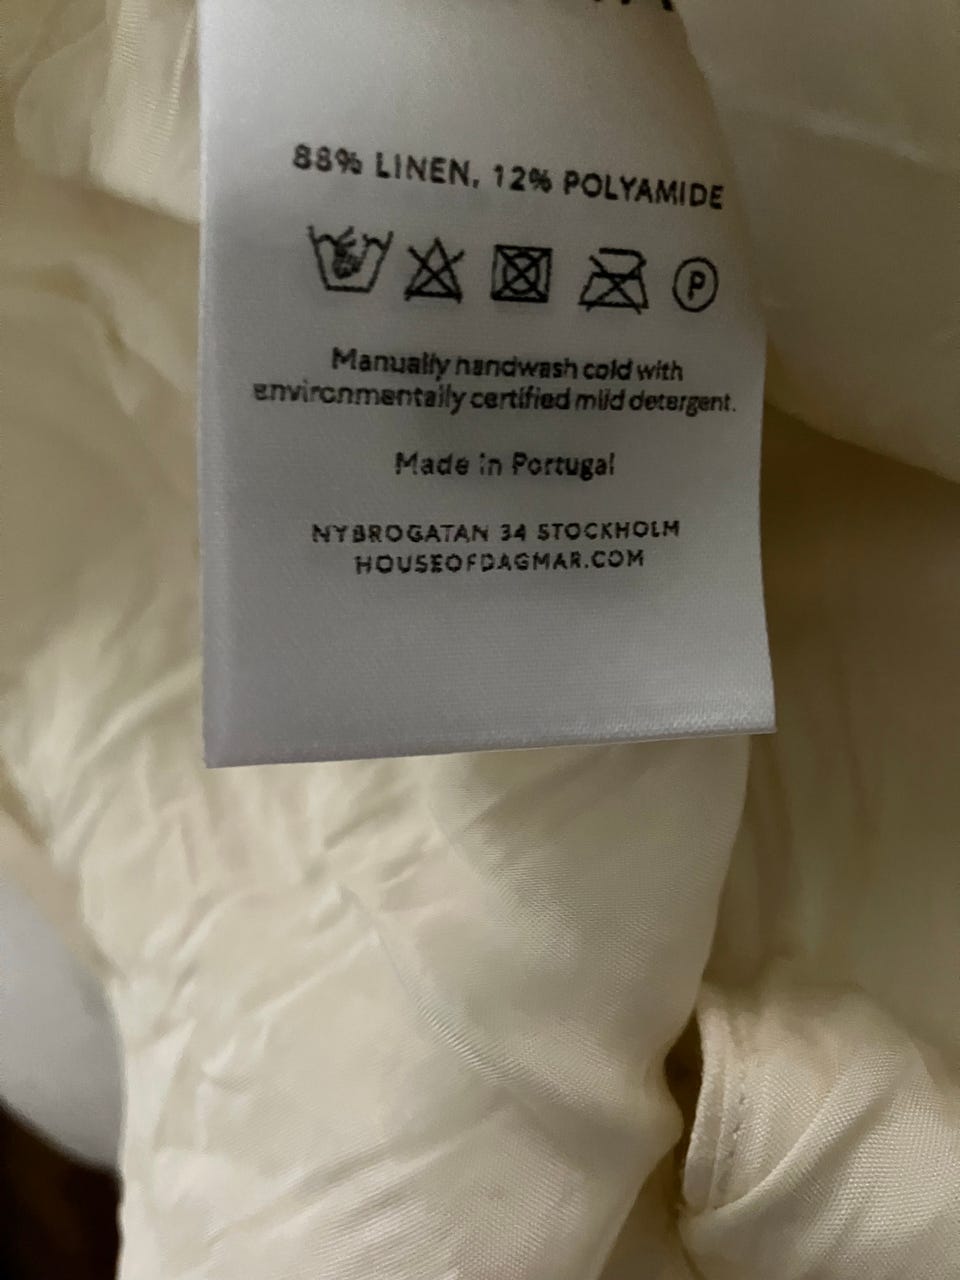 88% LINEN, 12% POLYAMIDE
P
Manually handwash cold with
environmentally certified mild detergent.
Made in Portugal
NYBROGATAN 34 STOCKHOLM
HOUSEOFDAGMAR.COM